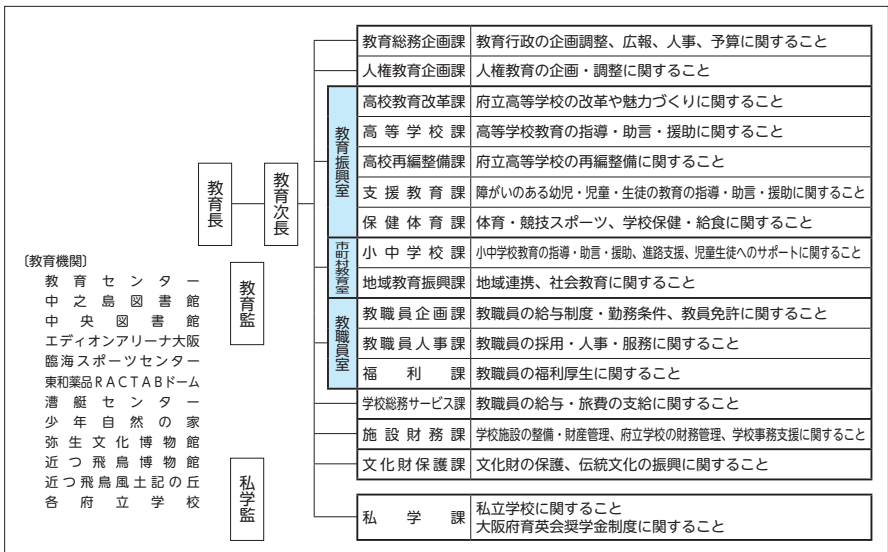 教育長
教育次長
教育監
私学監
〔教育機関〕
教育センター
中之島図書館
中央図書館
エディオンアリーナ大阪
臨海スポーツセンター
東和薬品RACTABドーム
漕艇センター
少年自然の家
弥生文化博物館
近つ飛鳥博物館
近つ飛鳥風土記の丘
各府立学校
教育総務企画課 教育行政の企画調整、広報、人事、予算に関すること
人権教育企画課 人権教育の企画・調整に関すること
教育振興室
高校教育改革課 府立高等学校の改革や魅力づくりに関すること
高等学校課 高等学校教育の指導・助言・援助に関すること
高校再編整備課 府立高等学校の再編整備に関すること
支援教育課 障がいのある幼児・児童・生徒の教育の指導・助言・援助に関すること
保健体育課 体育・競技スポーツ、学校保健・給食に関すること
市町村教育室
小中学校課 小中学校教育の指導・助言・援助、進路支援、児童生徒へのサポートに関すること
地域教育振興課 地域連携、社会教育に関すること
教職員室
教職員企画課 教職員の給与制度・勤務条件、教員免許に関すること
教職員人事課 教職員の採用・人事・服務に関すること
福利課 教職員の福利厚生に関すること
学校総務サービス課 教職員の給与・旅費の支給に関すること
施設財務課 学校施設の整備・財産管理、府立学校の財務管理、学校事務支援に関すること
文化財保護課 文化財の保護、伝統文化の振興に関すること
私学課 私立学校に関すること
大阪府育英会奨学金制度に関すること